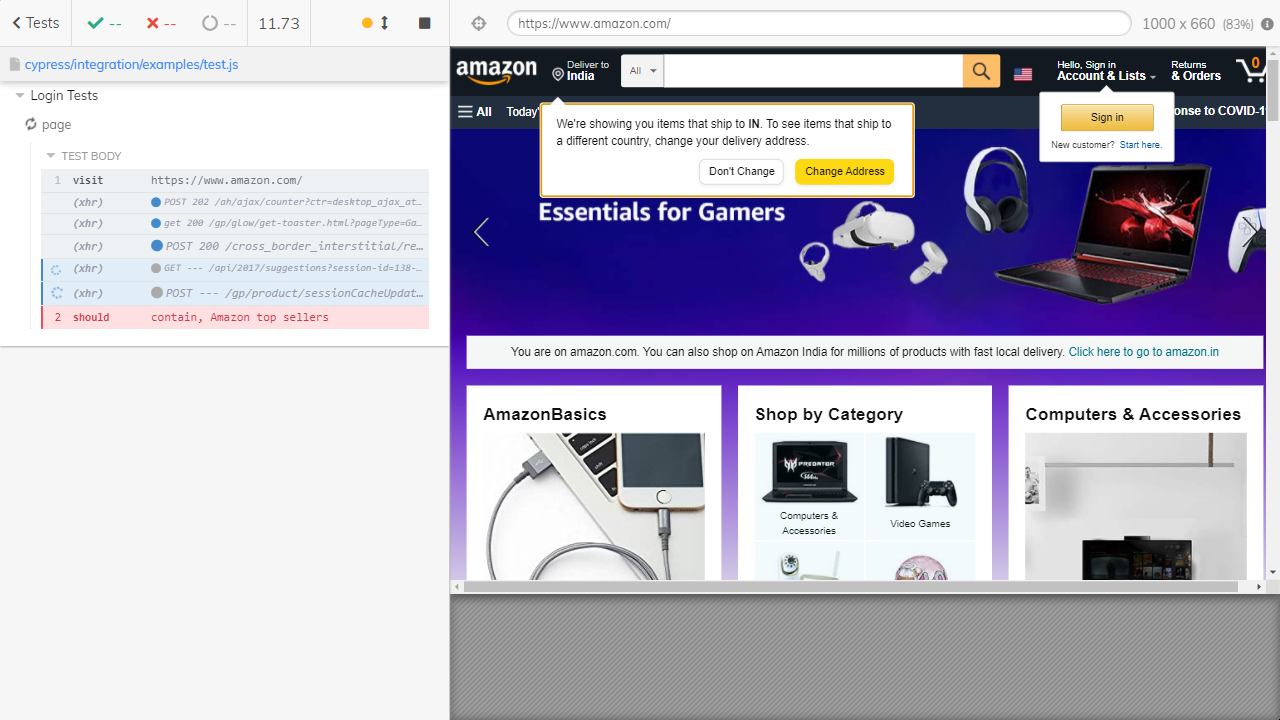 Tests
--
--
--
11.73
https://www.amazon.com/
1000 x 660 (83%)
cypress/integration/examples/test.js
Login Tests
page
TEST BODY
1 visit https://www.amazon.com/
(xhr) POST 202 /ah/ajax/counter?ctr=desktop_ajax_at…
(xhr) get 200 /gp/glow/get-toaster.html?pageType=Ga…
(xhr) POST 200 /cross_border_interstitial/re…
(xhr) GET --- /api/2017/suggestions?session-id=138-…
(xhr) POST --- /gp/product/sessionCacheUpdat…
2 should contain, Amazon top sellers
amazon
Deliver to
India
All
Hello, Sign in
Account & Lists
Returns
& Orders
0
All
Today'
onse to COVID-1
We're showing you items that ship to IN. To see items that ship to
a different country, change your delivery address.
Don't Change
Change Address
Sign in
New customer? Start here.
Essentials for Gamers
You are on amazon.com. You can also shop on Amazon India for millions of products with fast local delivery. Click here to go to amazon.in
AmazonBasics
Shop by Category
PREDATOR
Computers &
Accessories
Video Games
Computers & Accessories